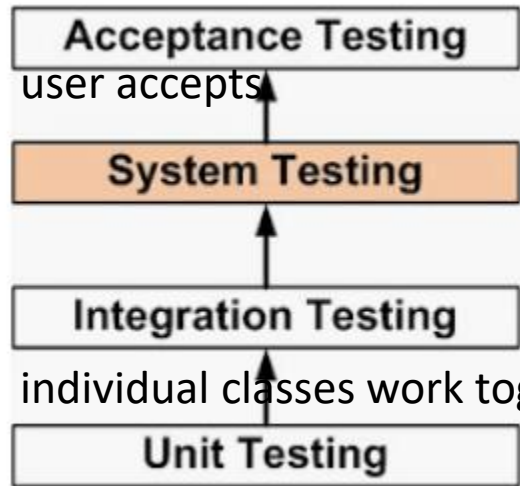 Acceptance Testing
user accepts
System Testing
Integration Testing
individual classes work tog
Unit Testing